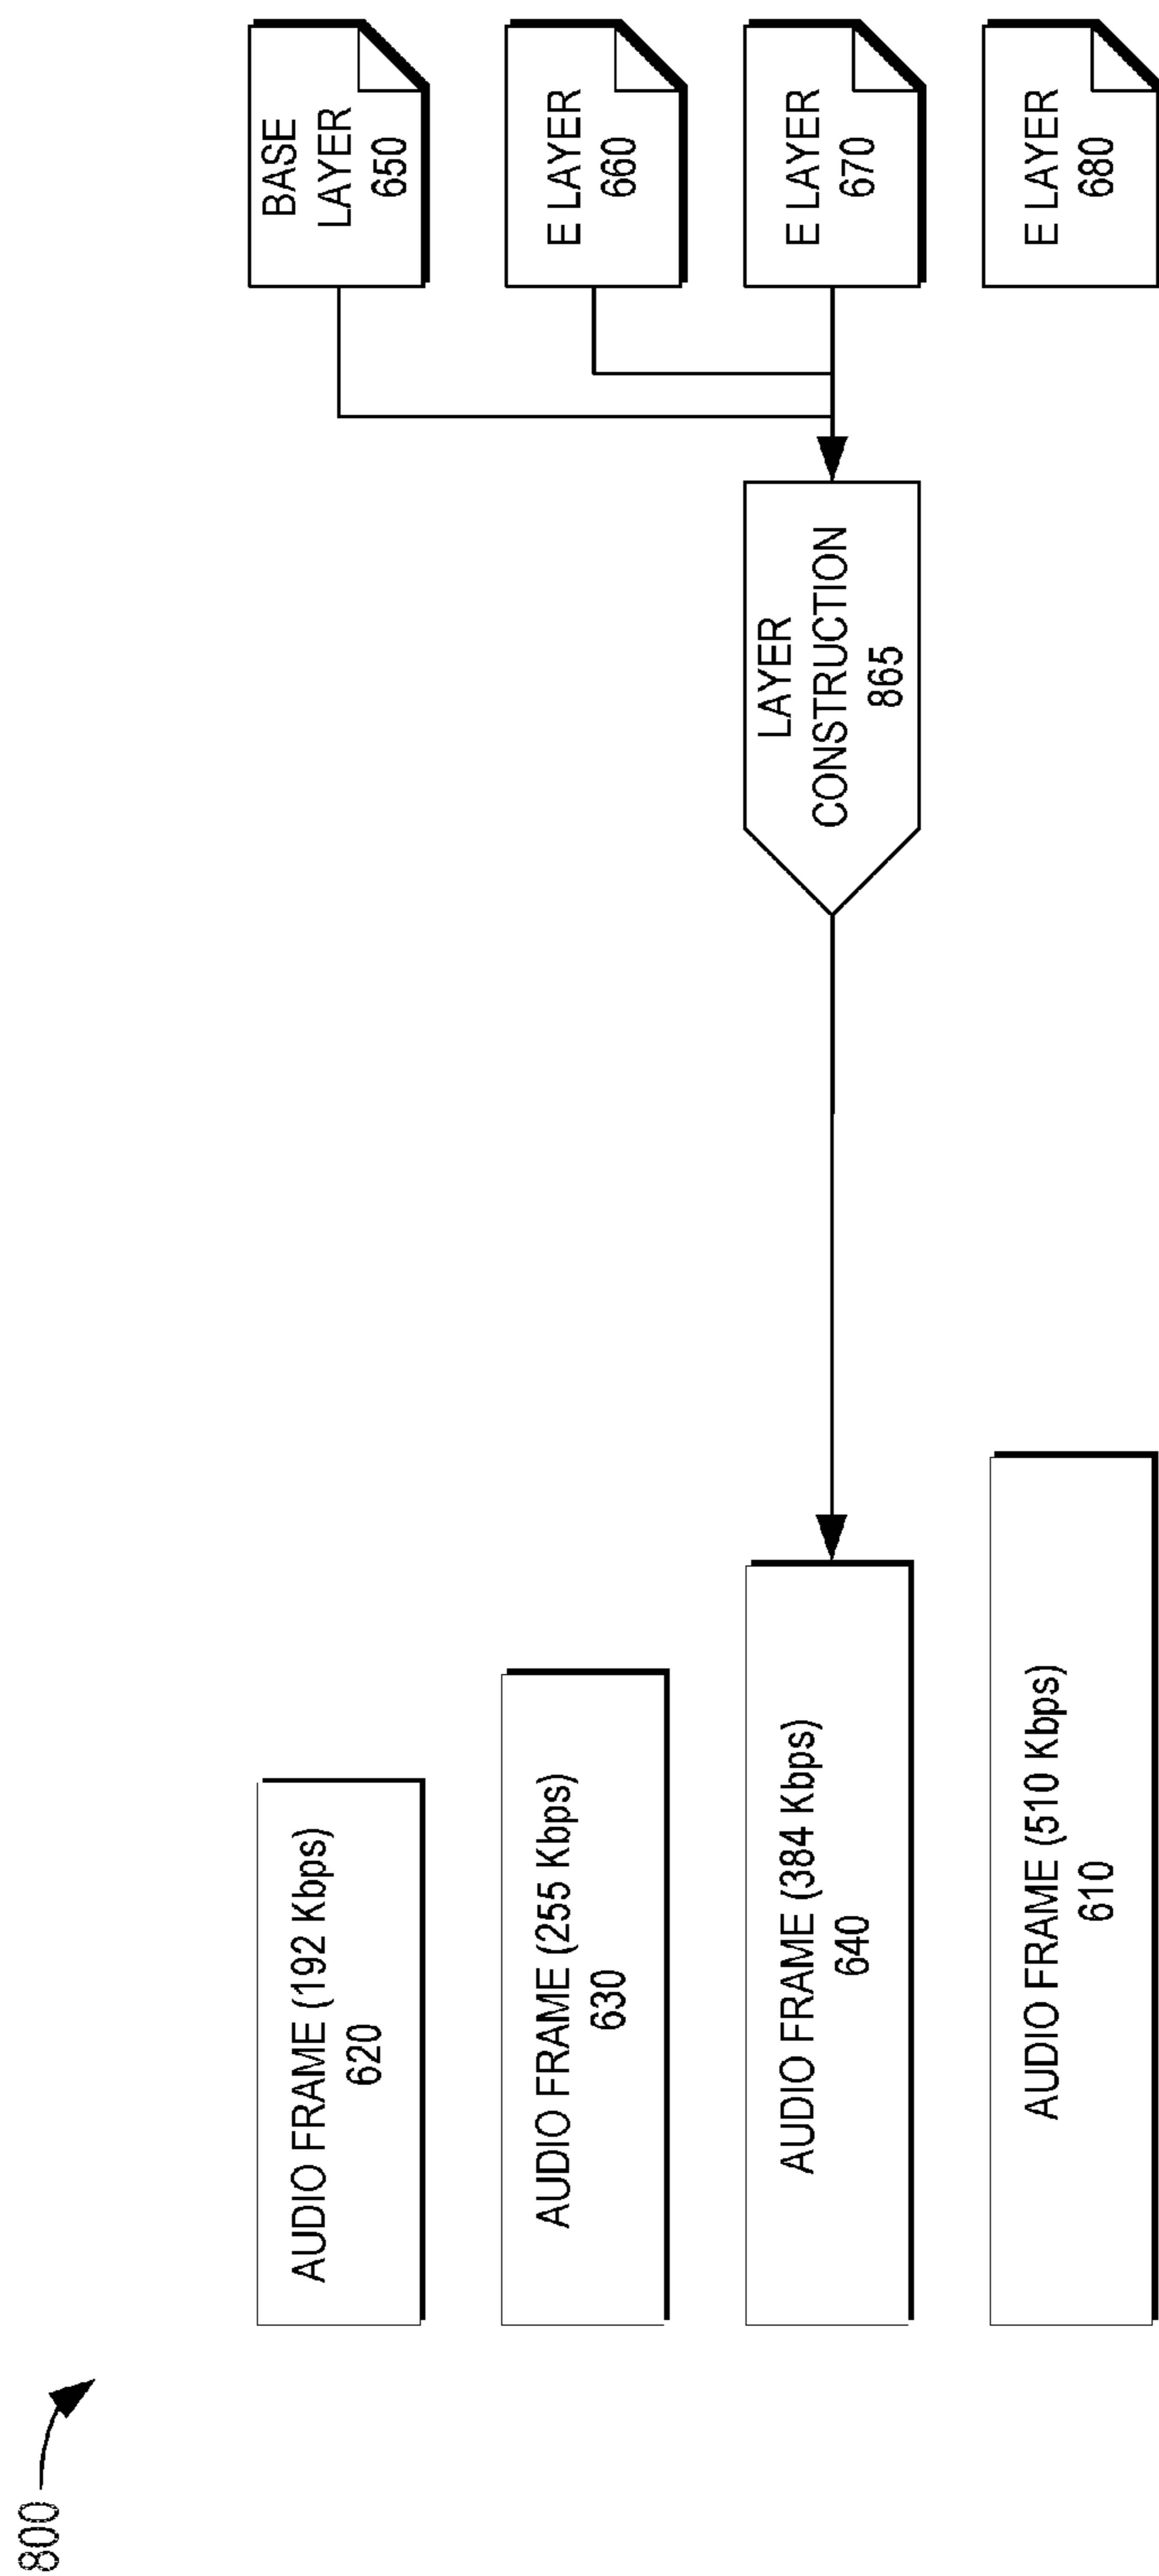 800
AUDIO FRAME (192 Kbps)
620
BASE
LAYER
650
AUDIO FRAME (255 Kbps)
630
E LAYER
660
AUDIO FRAME (384 Kbps)
640
LAYER
CONSTRUCTION
865
E LAYER
670
AUDIO FRAME (510 Kbps)
610
E LAYER
680